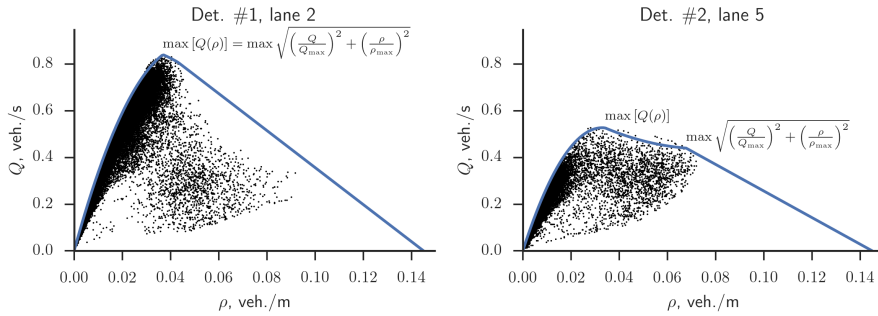 Det. #1, lane 2
max [Q(ρ)] = max √((Q/Q_max)² + (ρ/ρ_max)²)
Q, veh./s
0.8
0.6
0.4
0.2
0.0
0.00 0.02 0.04 0.06 0.08 0.10 0.12 0.14
ρ, veh./m
Det. #2, lane 5
max [Q(ρ)]
max √((Q/Q_max)² + (ρ/ρ_max)²)
Q, veh./s
0.8
0.6
0.4
0.2
0.0
0.00 0.02 0.04 0.06 0.08 0.10 0.12 0.14
ρ, veh./m